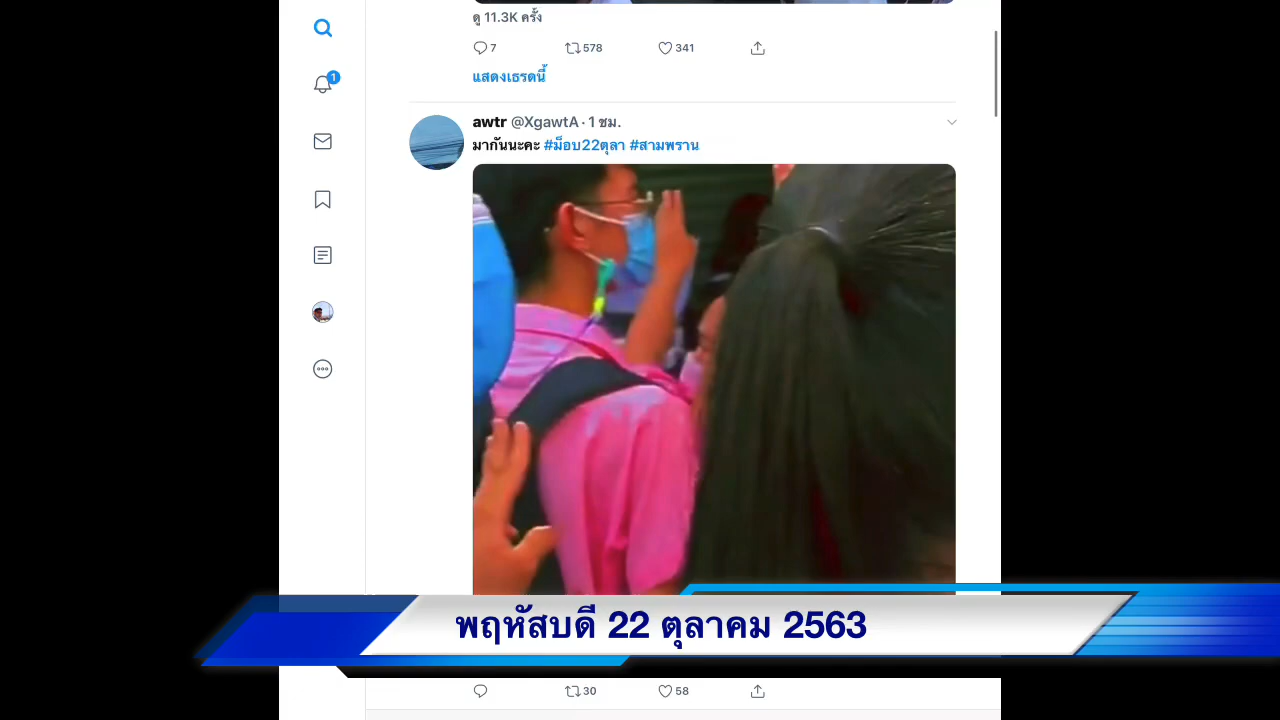 ดู 11.3K ครั้ง
7 578 341
แสดงเธรดนี้
1
awtr @XgawtA · 1 ชม.
มากันนะคะ #ม็อบ22ตุลา #สามพราน
พฤหัสบดี 22 ตุลาคม 2563
30 58